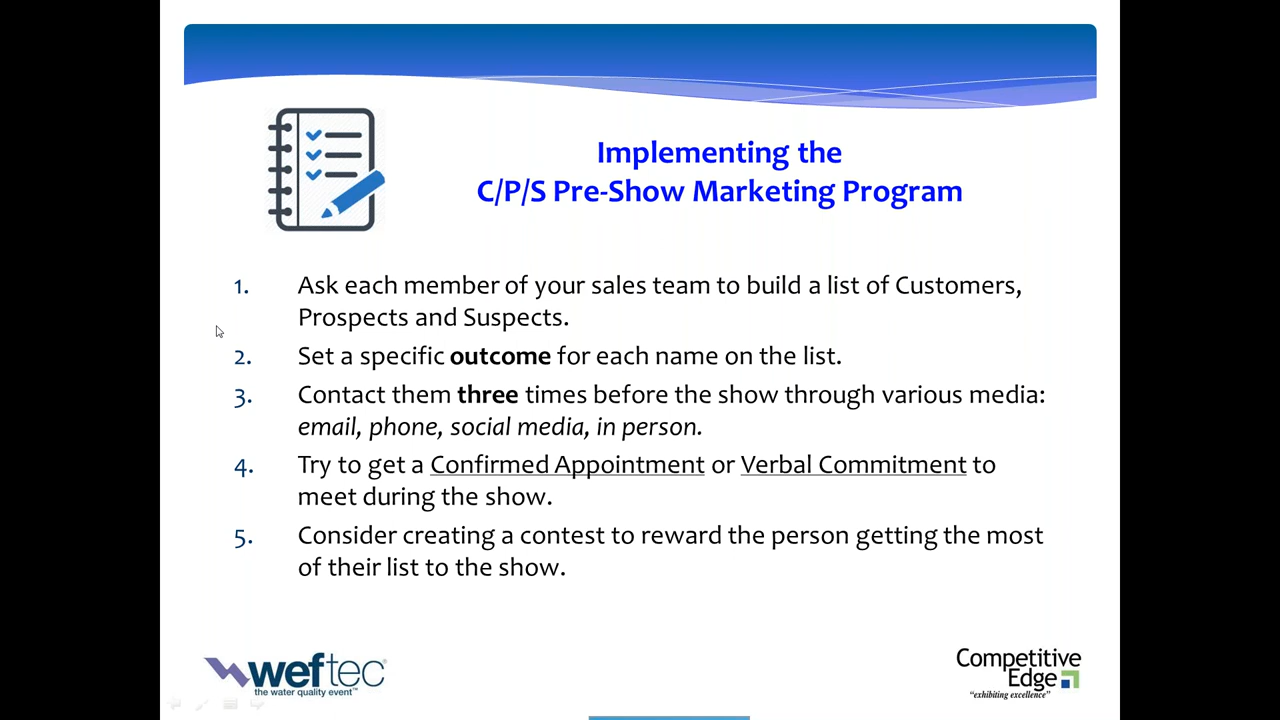 Implementing the
C/P/S Pre-Show Marketing Program
1. Ask each member of your sales team to build a list of Customers,
Prospects and Suspects.
2. Set a specific outcome for each name on the list.
3. Contact them three times before the show through various media:
email, phone, social media, in person.
4. Try to get a Confirmed Appointment or Verbal Commitment to
meet during the show.
5. Consider creating a contest to reward the person getting the most
of their list to the show.
weftec®
the water quality event™
Competitive
Edge
"exhibiting excellence"